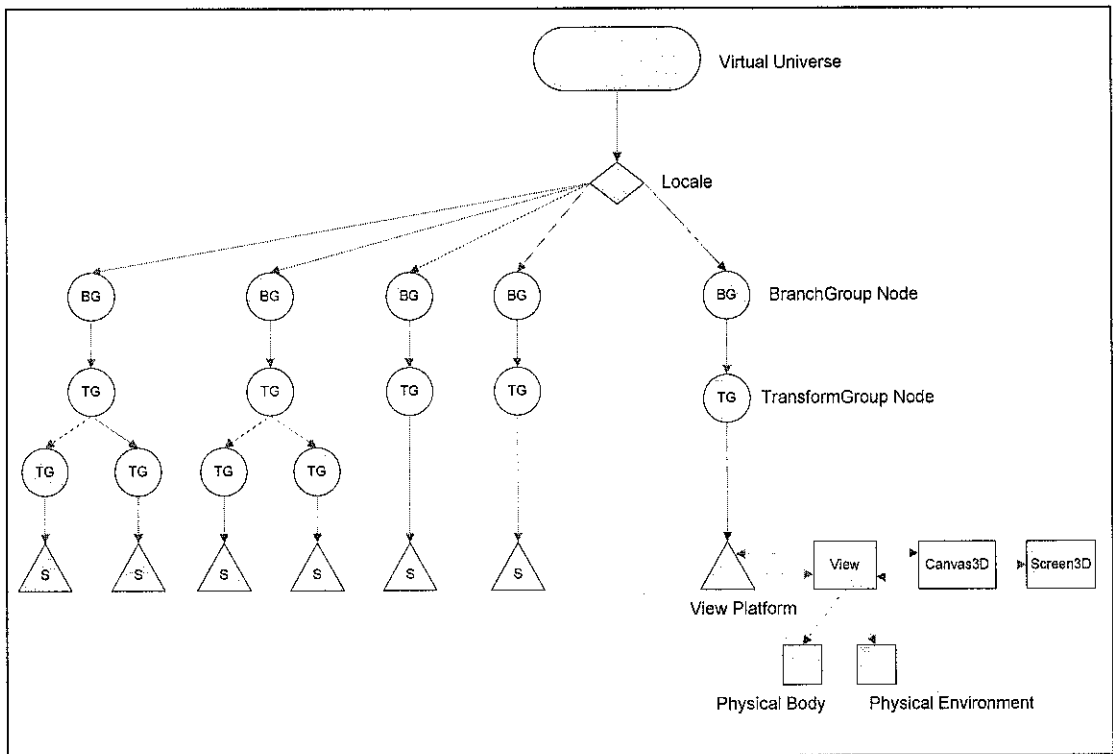 Virtual Universe
Locale
BG BG BG BG BG BranchGroup Node
TG TG TG TG TG TransformGroup Node
TG TG TG TG
S S S S S S
View Canvas3D Screen3D
View Platform
Physical Body Physical Environment